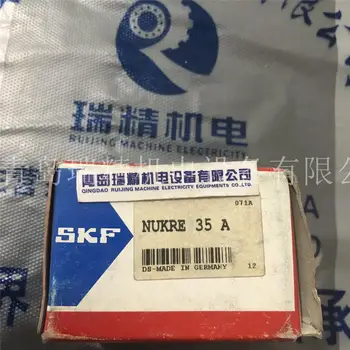 瑞精机电
RUIJING MACHINE ELECTRICITY
青岛瑞精机电设备有限公司
QINGDAO RUIJING MACHINE ELECTRICITY EQUIPMENTS CO.,LTD
071A
SKF
NUKRE 35 A
DS-MADE IN GERMANY 12
承